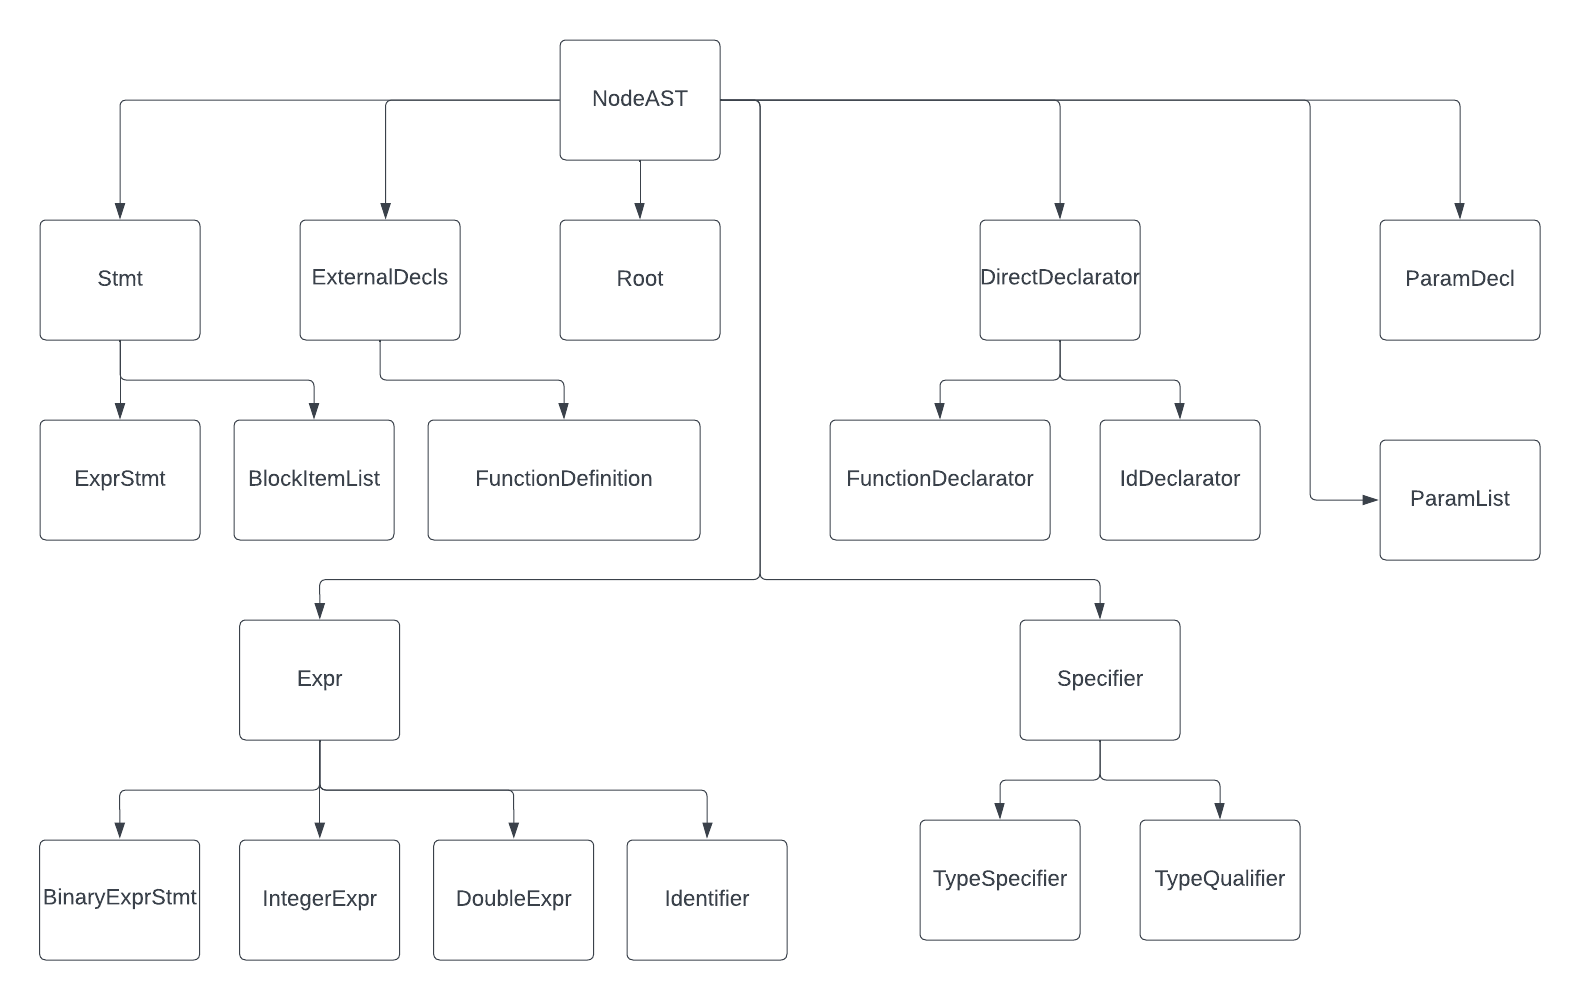 NodeAST
Stmt
ExternalDecls
Root
DirectDeclarator
ParamDecl
ExprStmt
BlockItemList
FunctionDefinition
FunctionDeclarator
IdDeclarator
ParamList
Expr
Specifier
BinaryExprStmt
IntegerExpr
DoubleExpr
Identifier
TypeSpecifier
TypeQualifier